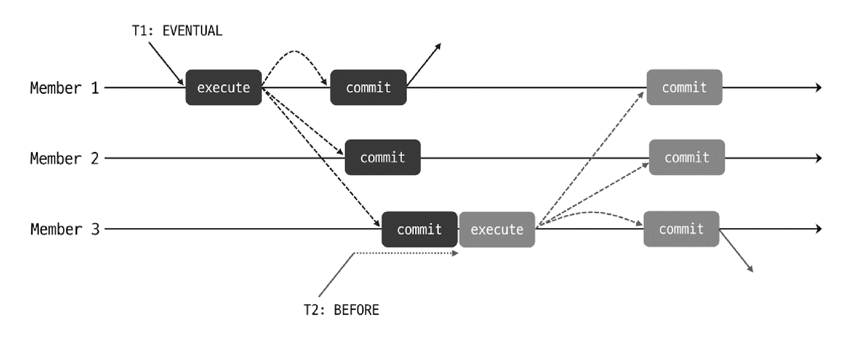 T1: EVENTUAL
Member 1 execute commit commit
Member 2 commit commit
Member 3 commit execute commit
T2: BEFORE